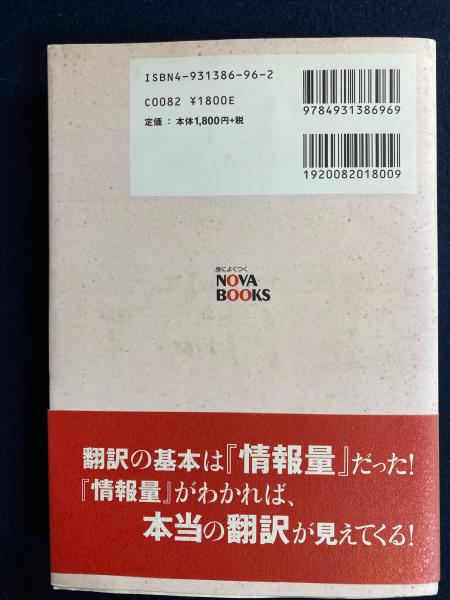 ISBN4-931386-96-2
C0082 ¥1800E
定価：本体1,800円+税
9784931386969
1920082018009
身によくつく
NOVA
BOOKS
翻訳の基本は『情報量』だった!
『情報量』がわかれば、
本当の翻訳が見えてくる!